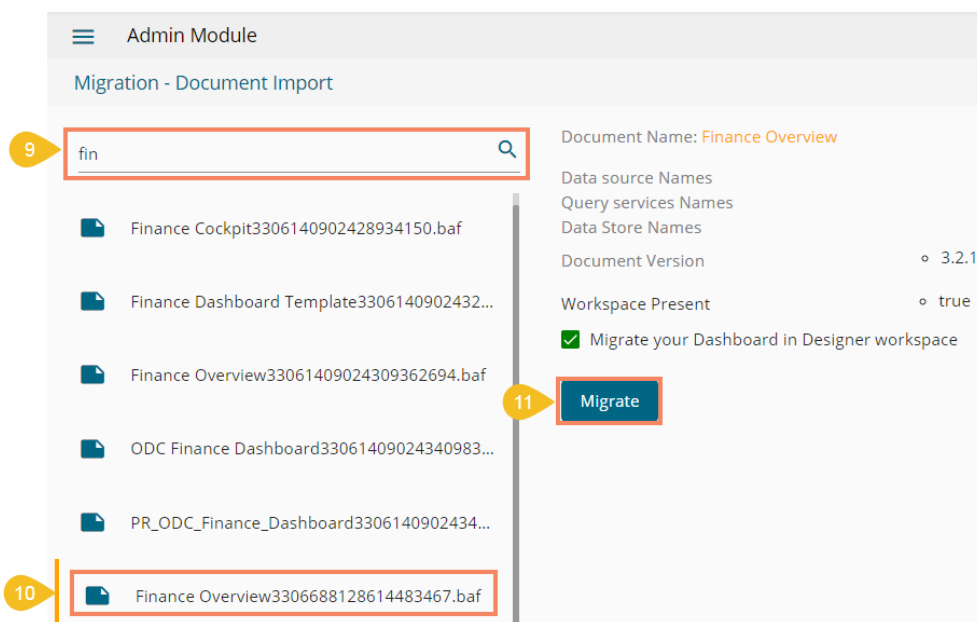 Admin Module
Migration - Document Import
9
fin
Finance Cockpit3306140902428934150.baf
Finance Dashboard Template3306140902432...
Finance Overview33061409024309362694.baf
ODC Finance Dashboard33061409024340983...
PR_ODC_Finance_Dashboard3306140902434...
10
Finance Overview3306688128614483467.baf
Document Name: Finance Overview
Data source Names
Query services Names
Data Store Names
Document Version
3.2.1
Workspace Present
true
Migrate your Dashboard in Designer workspace
11
Migrate